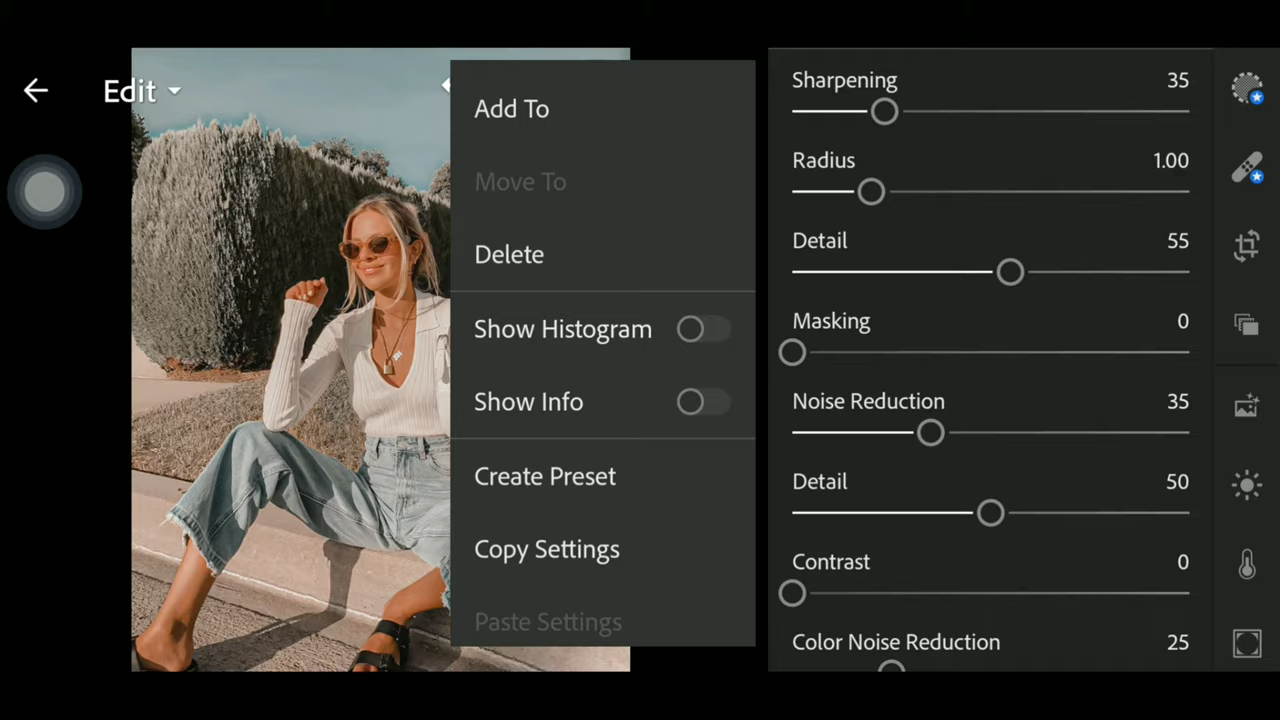 Edit
Add To
Move To
Delete
Show Histogram
Show Info
Create Preset
Copy Settings
Paste Settings
Sharpening 35
Radius 1.00
Detail 55
Masking 0
Noise Reduction 35
Detail 50
Contrast 0
Color Noise Reduction 25